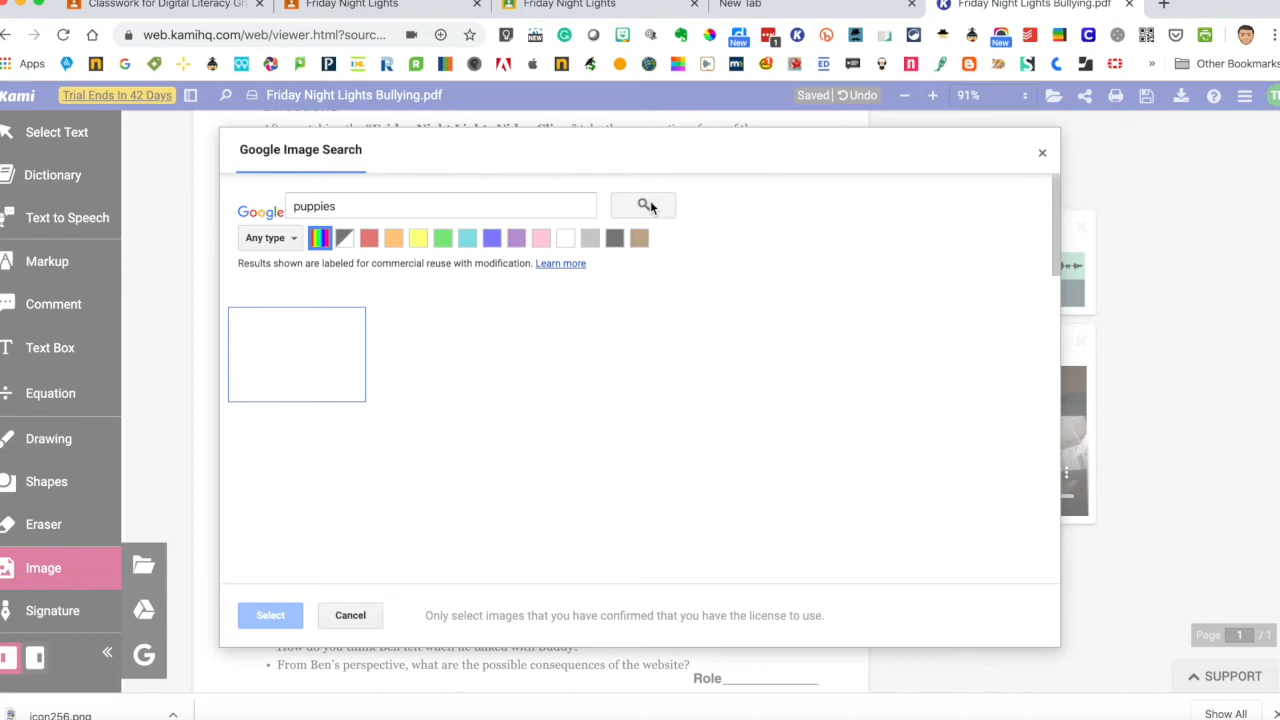 Classwork for Digital Literacy Gr
Friday Night Lights
Friday Night Lights
New Tab
Friday Night Lights Bullying.pdf
web.kamihq.com/web/viewer.html?sourc...
Apps
Other Bookmarks
Kami
Trial Ends In 42 Days
Friday Night Lights Bullying.pdf
Saved
Undo
91%
Select Text
Dictionary
Text to Speech
Markup
Comment
Text Box
Equation
Drawing
Shapes
Eraser
Image
Signature
Google Image Search
Google
puppies
Any type
Results shown are labeled for commercial reuse with modification. Learn more
Select
Cancel
Only select images that you have confirmed that you have the license to use.
How do you think Ben felt when he talked with Buddy?
• From Ben's perspective, what are the possible consequences of the website?
Role
Page 1 / 1
SUPPORT
icon256.png
Show All